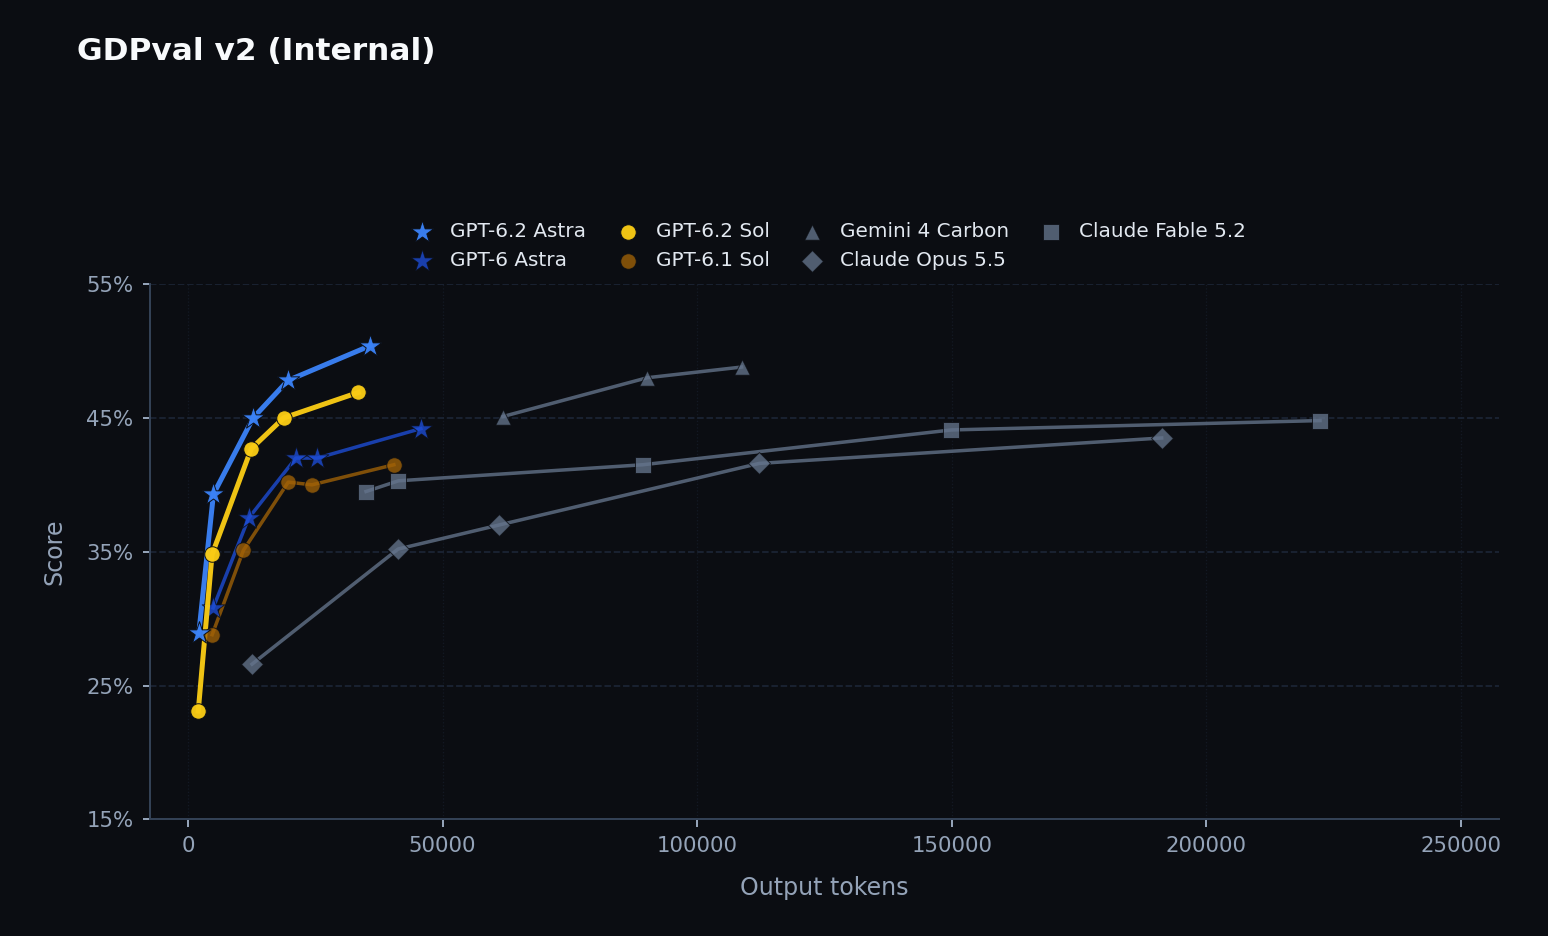 GDPval v2 (Internal)
GPT-6.2 Astra GPT-6.2 Sol Gemini 4 Carbon Claude Fable 5.2
GPT-6 Astra GPT-6.1 Sol Claude Opus 5.5
55%
45%
35%
25%
15%
Score
0 50000 100000 150000 200000 250000
Output tokens